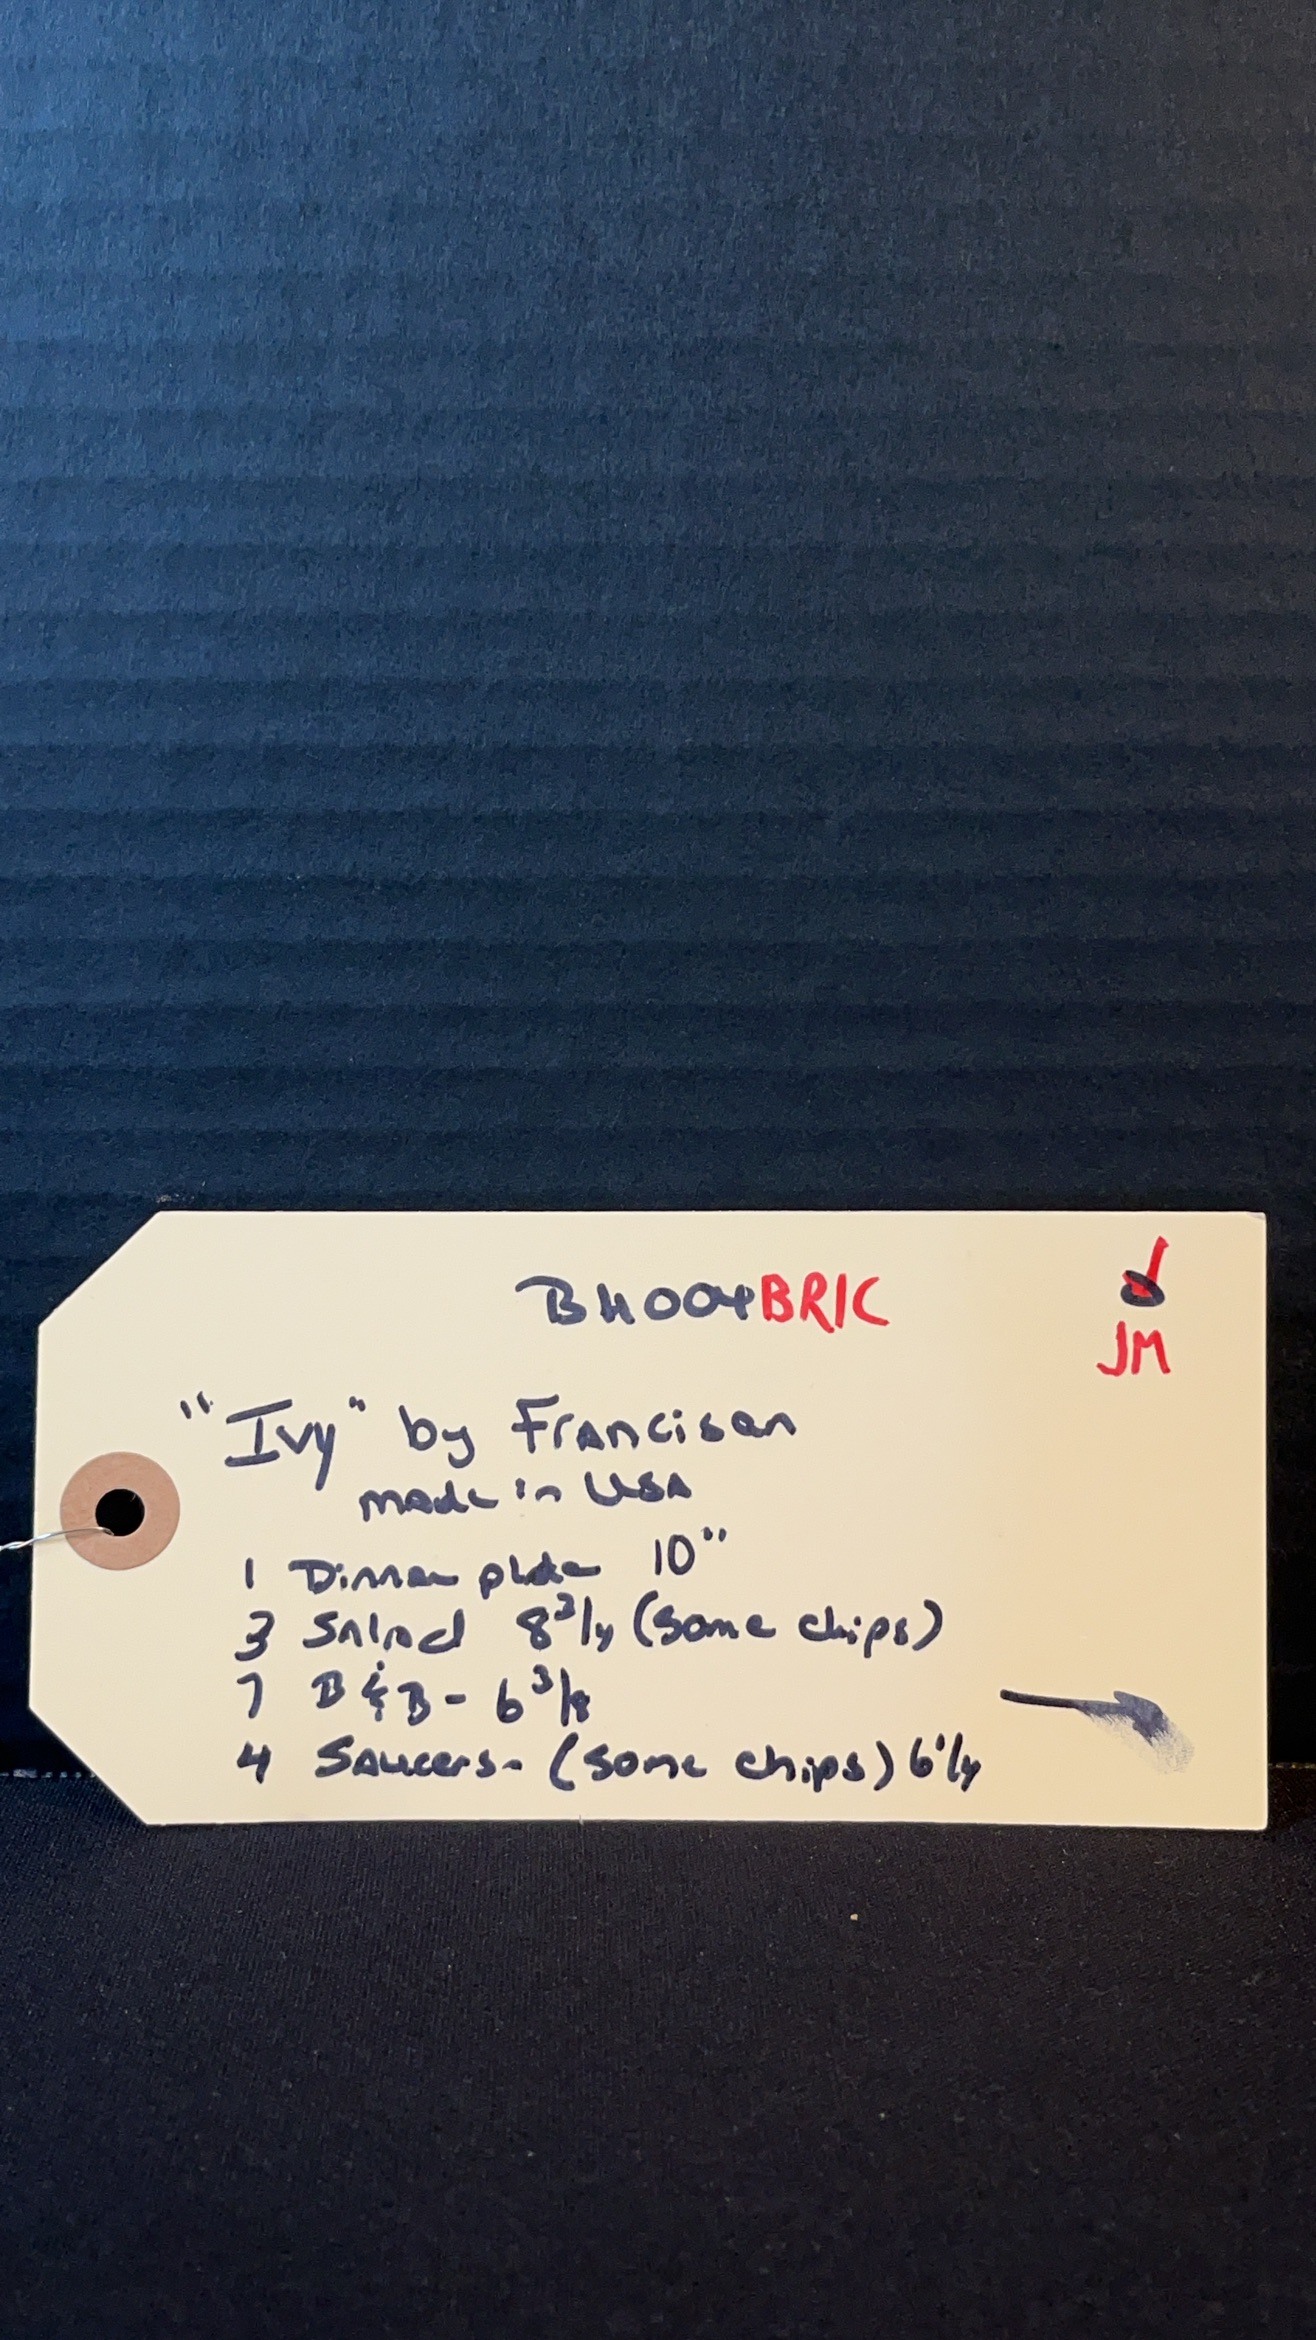 BH004BRIC
JM
"Ivy" by Franciscan
made in USA
1 Dinner plate 10"
3 Salad 8 3/4 (some chips)
7 B & B - 6 3/8
4 Saucers - (some chips) 6 1/4